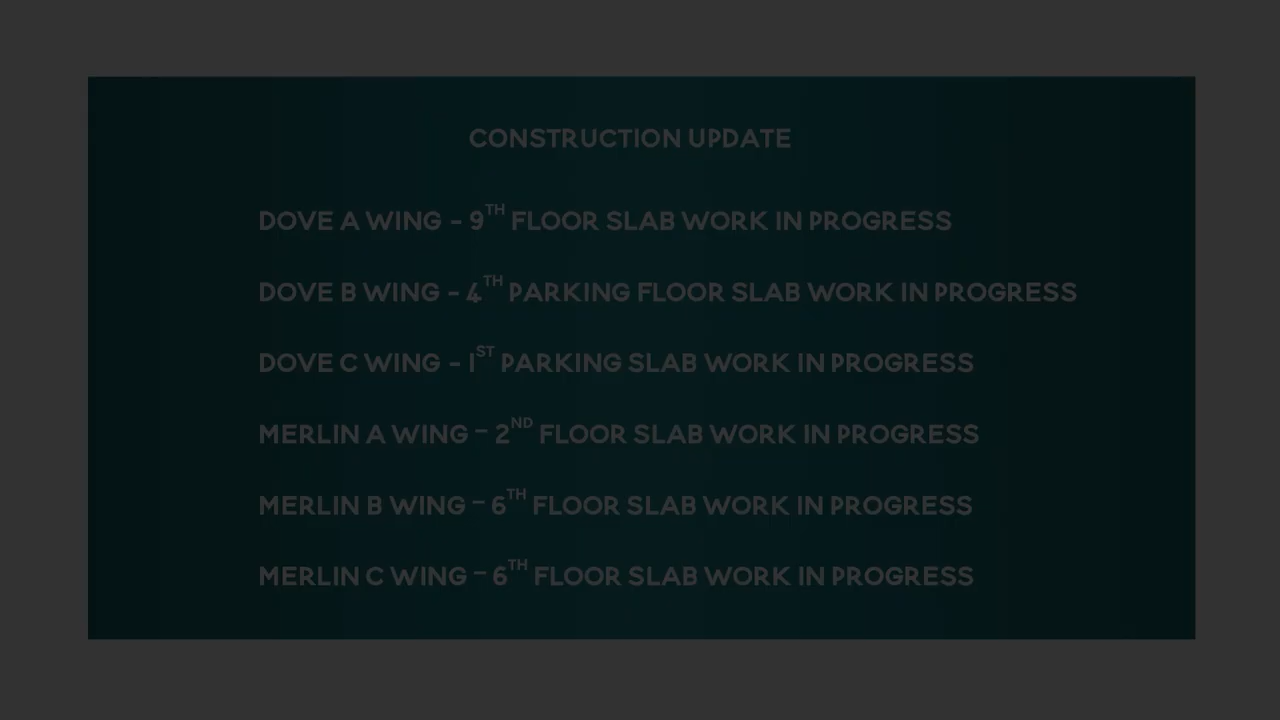 CONSTRUCTION UPDATE
DOVE A WING - 9TH FLOOR SLAB WORK IN PROGRESS
DOVE B WING - 4TH PARKING FLOOR SLAB WORK IN PROGRESS
DOVE C WING - 1ST PARKING SLAB WORK IN PROGRESS
MERLIN A WING - 2ND FLOOR SLAB WORK IN PROGRESS
MERLIN B WING - 6TH FLOOR SLAB WORK IN PROGRESS
MERLIN C WING - 6TH FLOOR SLAB WORK IN PROGRESS